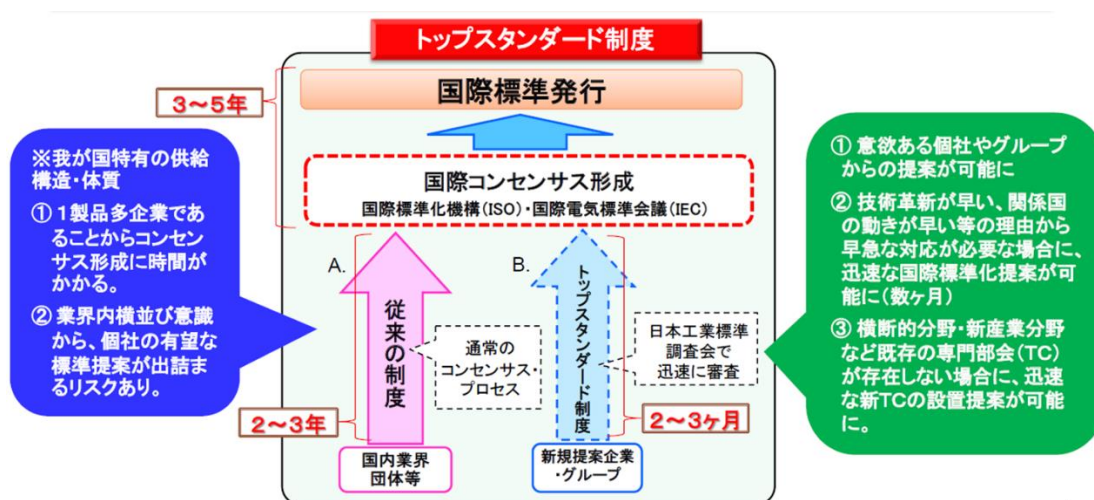 トップスタンダード制度
国際標準発行
3~5年
国際コンセンサス形成
国際標準化機構(ISO)・国際電気標準会議(IEC)
※我が国特有の供給
構造・体質
① 1製品多企業であ
ることからコンセン
サス形成に時間が
かかる。
② 業界内横並び意識
から、個社の有望な
標準提案が出詰ま
るリスクあり。
A.
従来の制度
通常の
コンセンサス・
プロセス
2~3年
国内業界
団体等
B.
トップスタンダード制度
日本工業標準
調査会で
迅速に審査
2~3ヶ月
新規提案企業
・グループ
① 意欲ある個社やグループ
からの提案が可能に
② 技術革新が早い、関係国
の動きが早い等の理由から
早急な対応が必要な場合に、
迅速な国際標準化提案が可
能に(数ヶ月)
③ 横断的分野・新産業分野
など既存の専門部会(TC)
が存在しない場合に、迅速
な新TCの設置提案が可能
に。